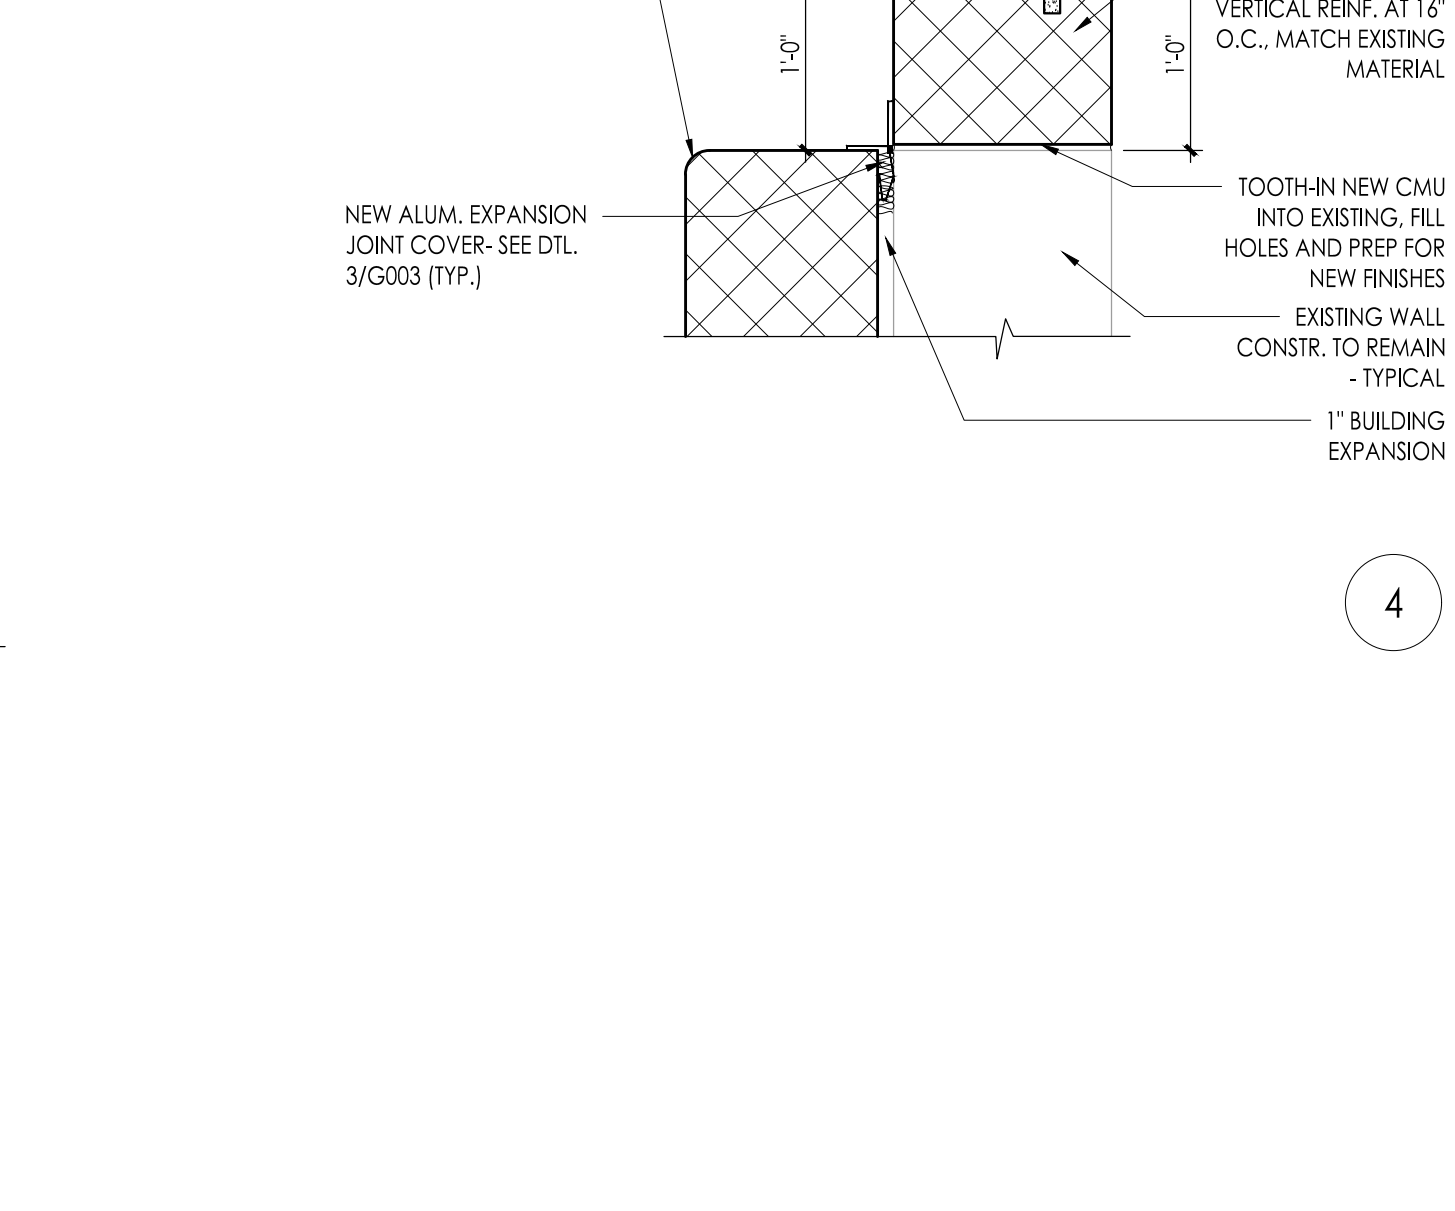 VERTICAL REINF. AT 16"
O.C., MATCH EXISTING
MATERIAL
1'-0"
1'-0"
TOOTH-IN NEW CMU
INTO EXISTING, FILL
HOLES AND PREP FOR
NEW FINISHES
NEW ALUM. EXPANSION
JOINT COVER- SEE DTL.
3/G003 (TYP.)
EXISTING WALL
CONSTR. TO REMAIN
- TYPICAL
1" BUILDING
EXPANSION
4